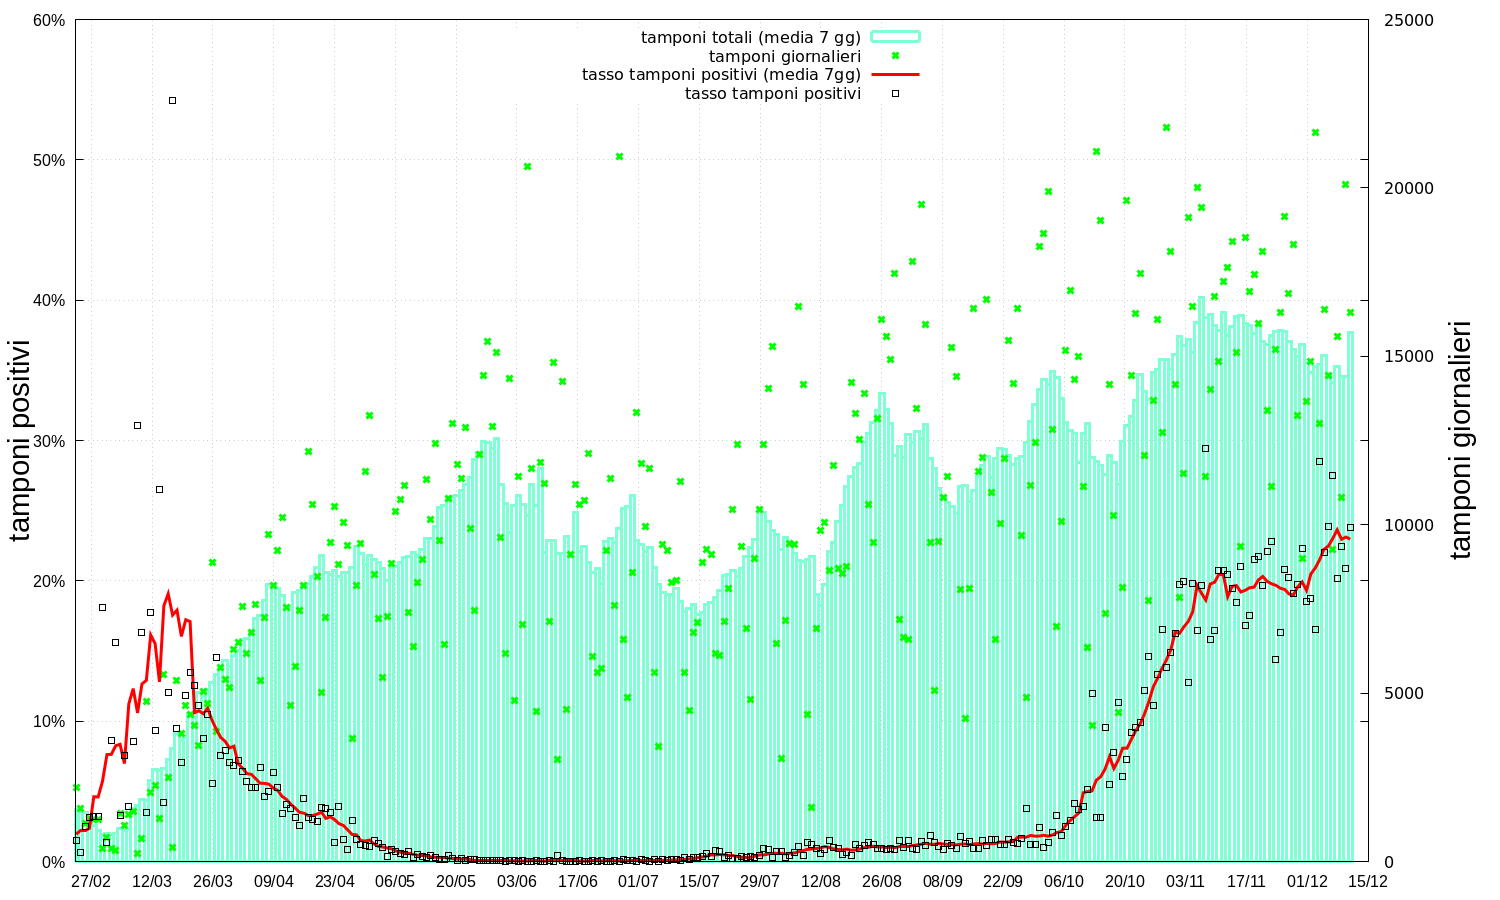 tamponi totali (media 7 gg)
tamponi giornalieri
tasso tamponi positivi (media 7gg)
tasso tamponi positivi
tamponi positivi
60%
50%
40%
30%
20%
10%
0%
25000
20000
15000
10000
5000
0
tamponi giornalieri
27/02 12/03 26/03 09/04 23/04 06/05 20/05 03/06 17/06 01/07 15/07 29/07 12/08 26/08 08/09 22/09 06/10 20/10 03/11 17/11 01/12 15/12